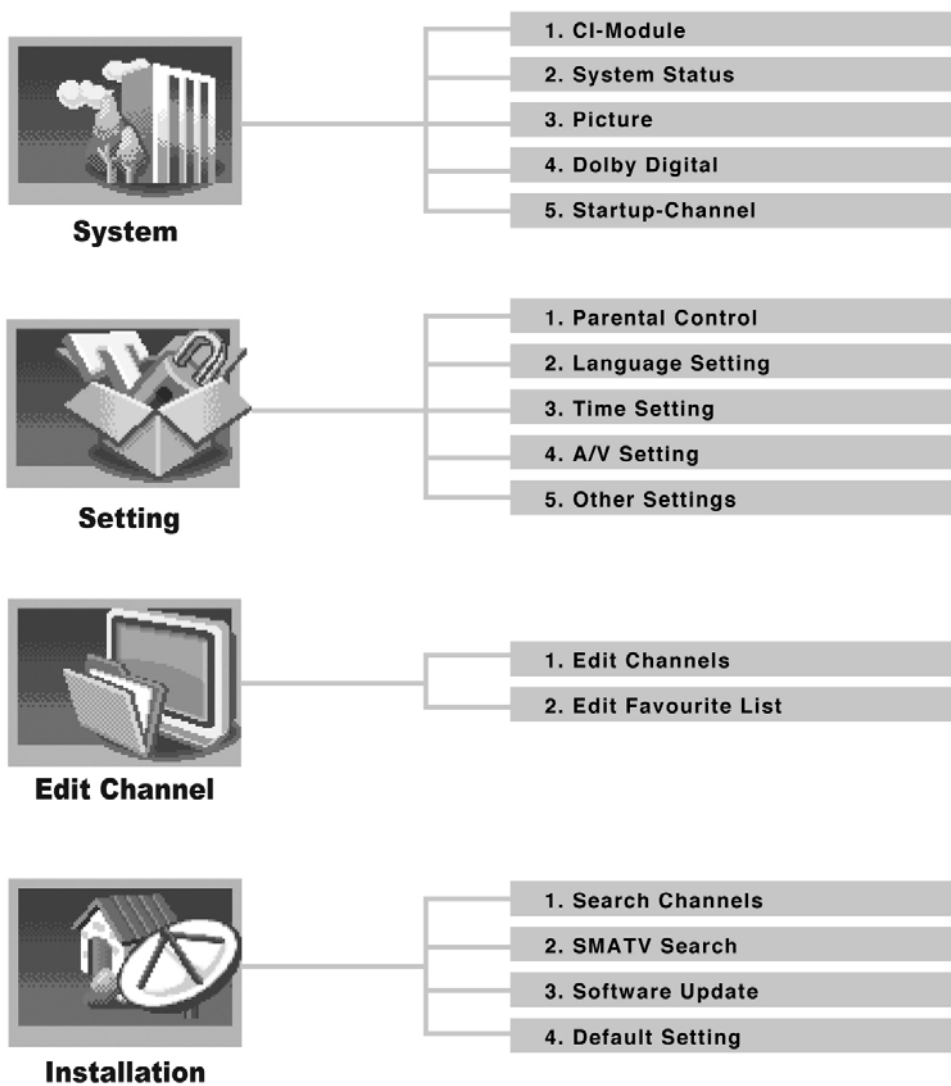 System
1. CI-Module
2. System Status
3. Picture
4. Dolby Digital
5. Startup-Channel
Setting
1. Parental Control
2. Language Setting
3. Time Setting
4. A/V Setting
5. Other Settings
Edit Channel
1. Edit Channels
2. Edit Favourite List
Installation
1. Search Channels
2. SMATV Search
3. Software Update
4. Default Setting